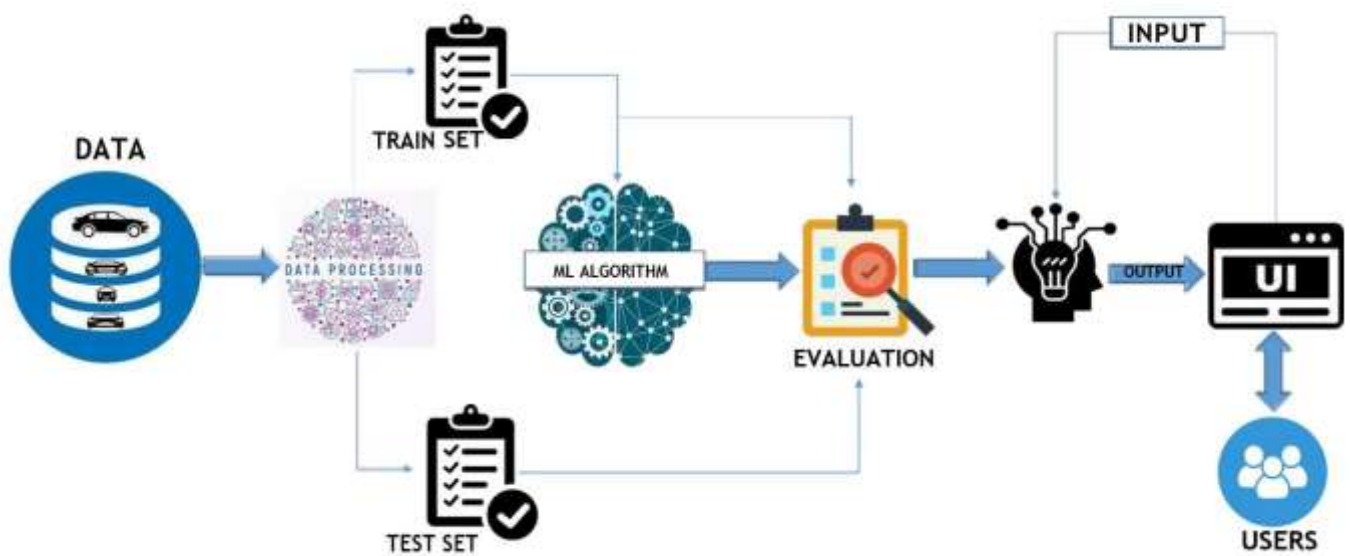 DATA
DATA PROCESSING
TRAIN SET
TEST SET
ML ALGORITHM
EVALUATION
INPUT
OUTPUT
UI
USERS